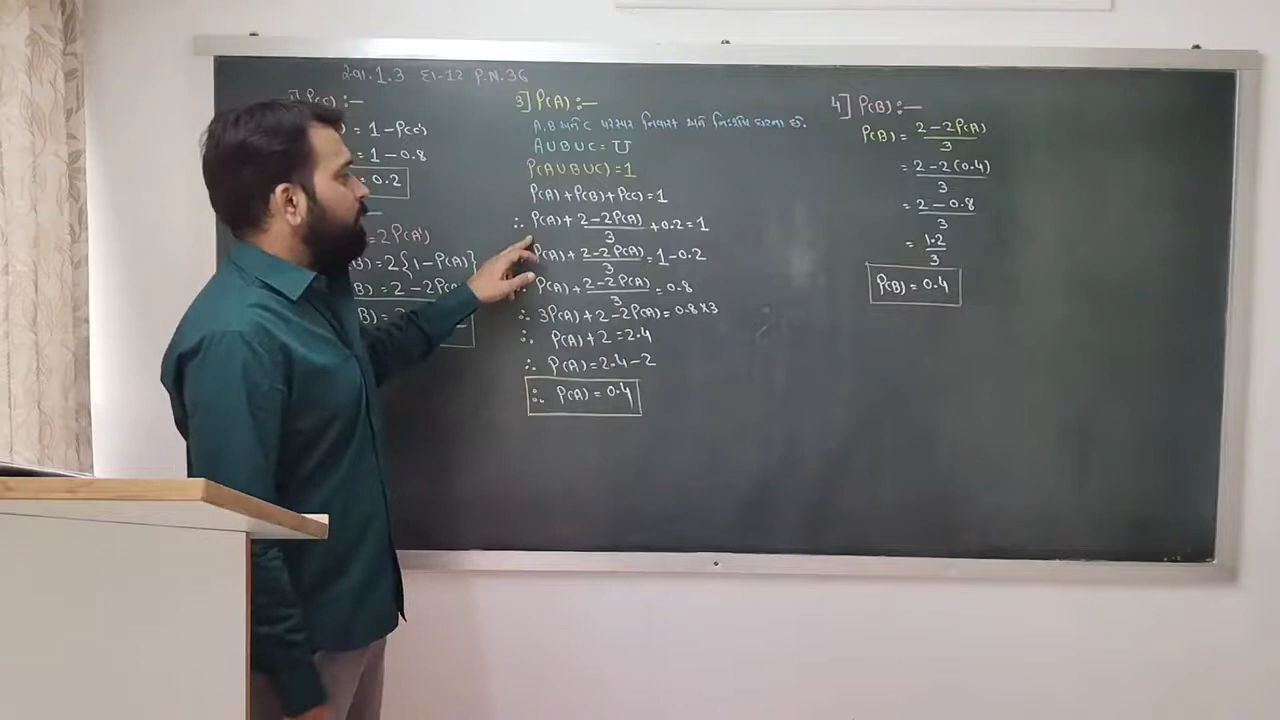 સ્વા.1.3 દા-12 P.N.36
1] P(C) :—
= 1 - P(C')
= 1 - 0.8
= 0.2
= 2P(A')
B) = 2{1 - P(A)}
B) = 2 - 2P(A)
3] P(A) :—
A, B અને C પરસ્પર નિવારક અને નિઃશેષ ઘટના છે.
A∪B∪C = U
P(A∪B∪C) = 1
P(A) + P(B) + P(C) = 1
∴ P(A) + (2 - 2P(A))/3 + 0.2 = 1
P(A) + (2 - 2P(A))/3 = 1 - 0.2
P(A) + (2 - 2P(A))/3 = 0.8
∴ 3P(A) + 2 - 2P(A) = 0.8 × 3
∴ P(A) + 2 = 2.4
∴ P(A) = 2.4 - 2
∴ P(A) = 0.4
4] P(B) :—
P(B) = (2 - 2P(A))/3
= (2 - 2(0.4))/3
= (2 - 0.8)/3
= 1.2/3
P(B) = 0.4